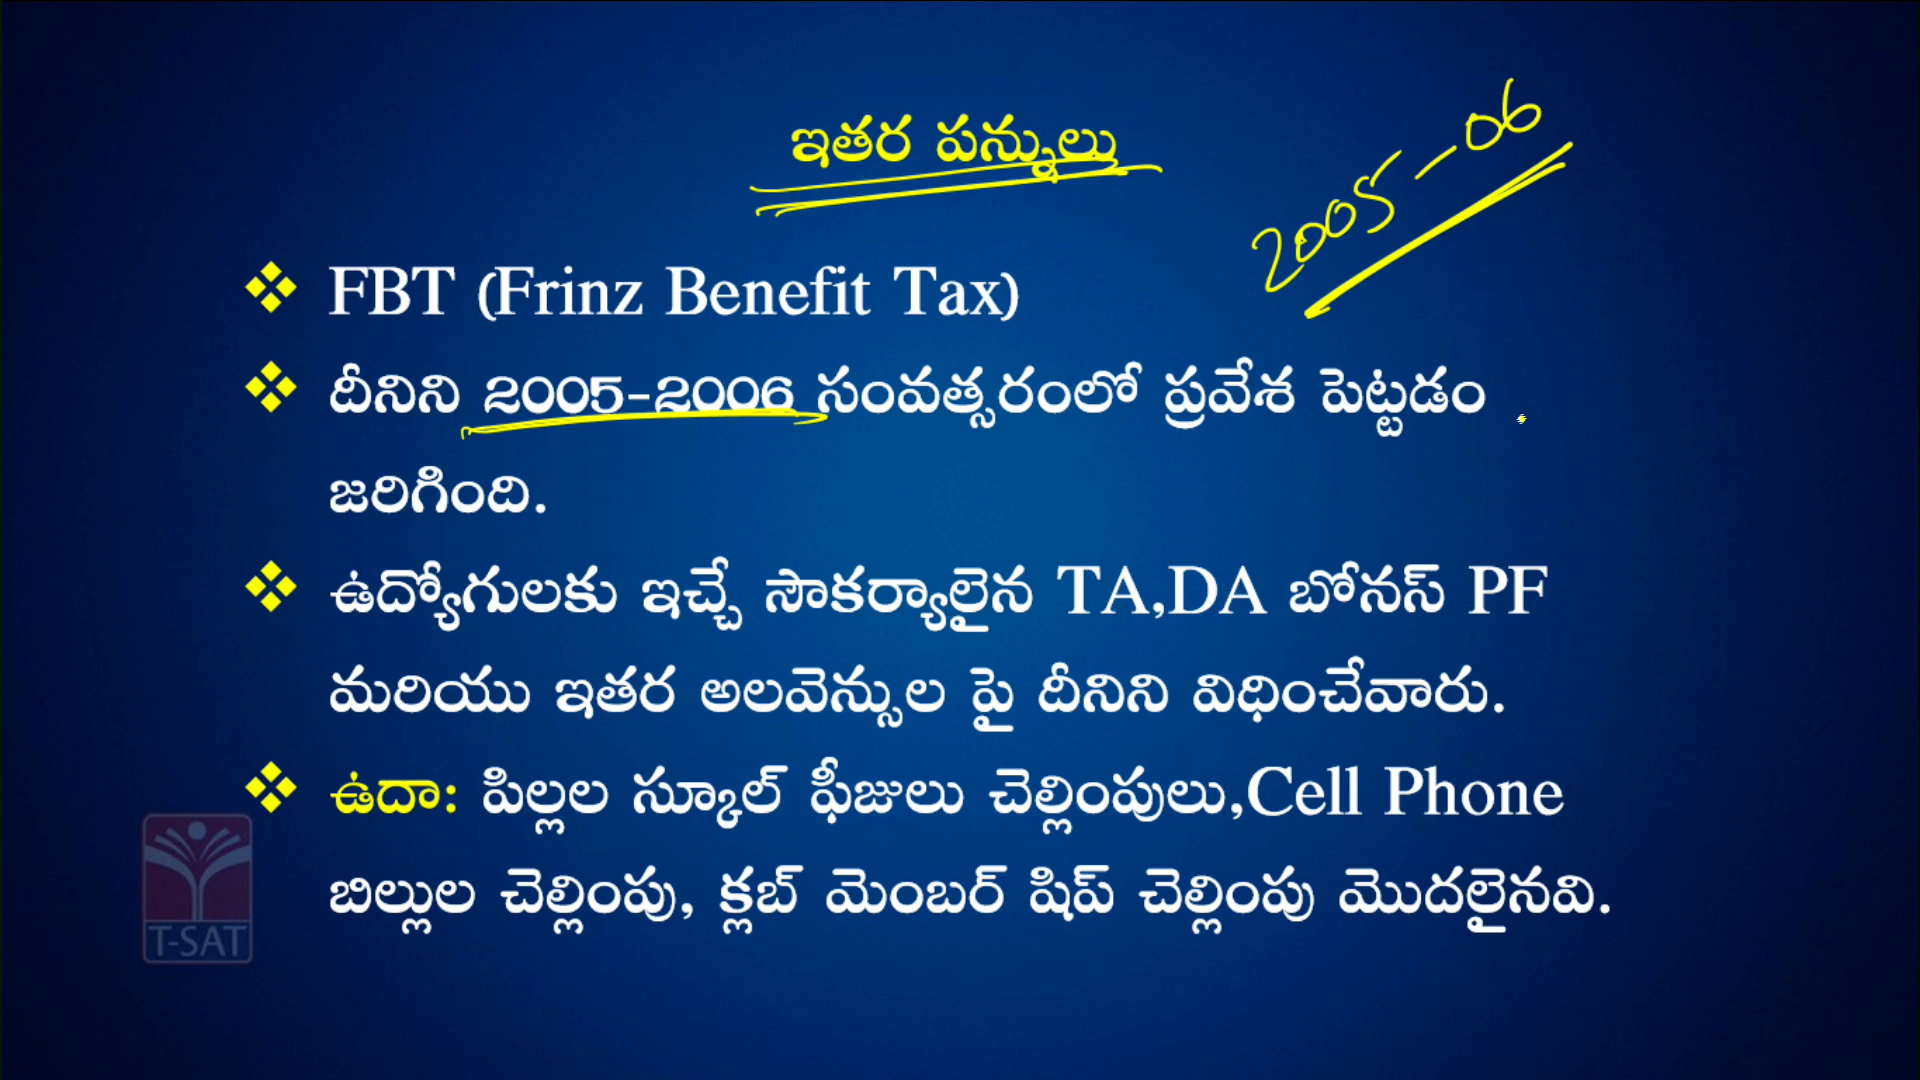 ఇతర పన్నులు
2005-06
FBT (Frinz Benefit Tax)
దీనిని 2005-2006 సంవత్సరంలో ప్రవేశ పెట్టడం
జరిగింది.
ఉద్యోగులకు ఇచ్చే సౌకర్యాలైన TA,DA బోనస్ PF
మరియు ఇతర అలవెన్సుల పై దీనిని విధించేవారు.
ఉదా: పిల్లల స్కూల్ ఫీజులు చెల్లింపులు,Cell Phone
బిల్లుల చెల్లింపు, క్లబ్ మెంబర్ షిప్ చెల్లింపు మొదలైనవి.
T-SAT